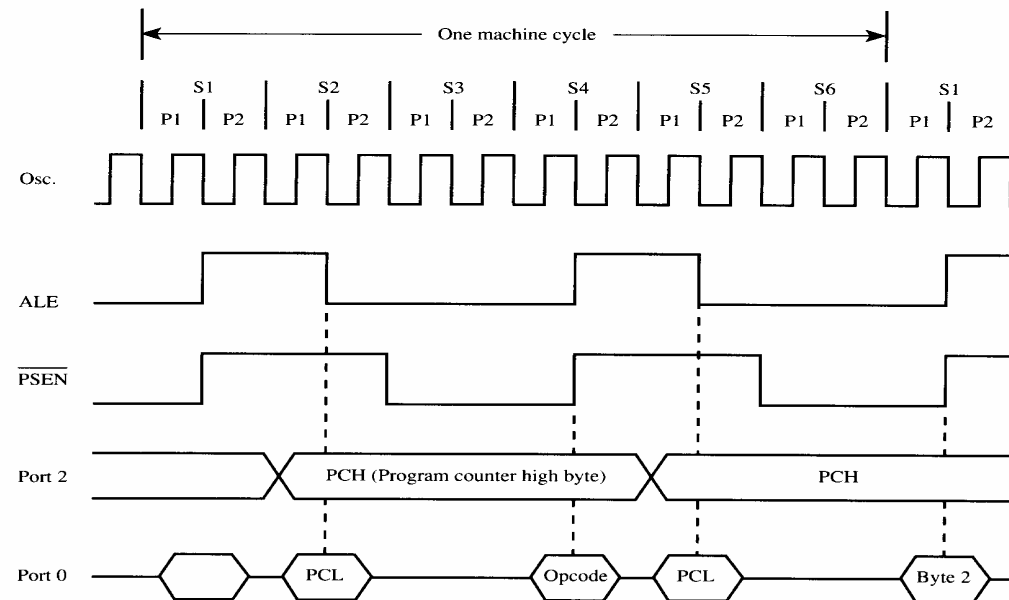 One machine cycle
S1 S2 S3 S4 S5 S6 S1
P1 P2 P1 P2 P1 P2 P1 P2 P1 P2 P1 P2 P1 P2
Osc.
ALE
PSEN
Port 2 PCH (Program counter high byte) PCH
Port 0 PCL Opcode PCL Byte 2